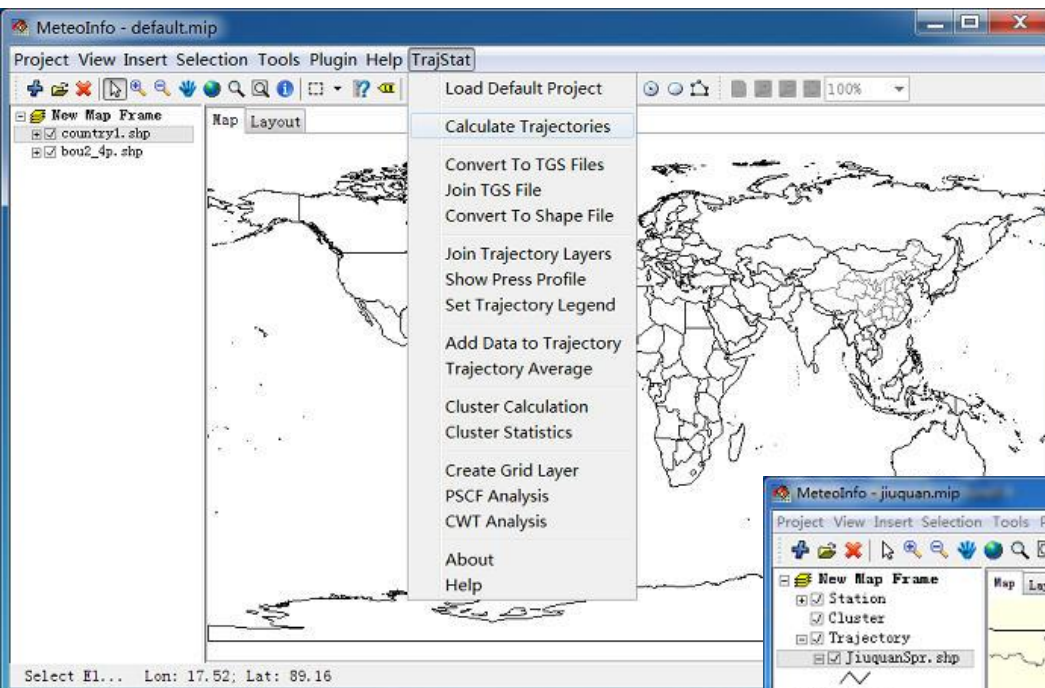 MeteoInfo - default.mip
Project View Insert Selection Tools Plugin Help TrajStat
100%
New Map Frame
country1.shp
bou2_4p.shp
Map Layout
Load Default Project
Calculate Trajectories
Convert To TGS Files
Join TGS File
Convert To Shape File
Join Trajectory Layers
Show Press Profile
Set Trajectory Legend
Add Data to Trajectory
Trajectory Average
Cluster Calculation
Cluster Statistics
Create Grid Layer
PSCF Analysis
CWT Analysis
About
Help
Select El... Lon: 17.52; Lat: 89.16
MeteoInfo - jiuquan.mip
Project View Insert Selection Tools
New Map Frame
Station
Cluster
Trajectory
JiuquanSpr.shp
Map